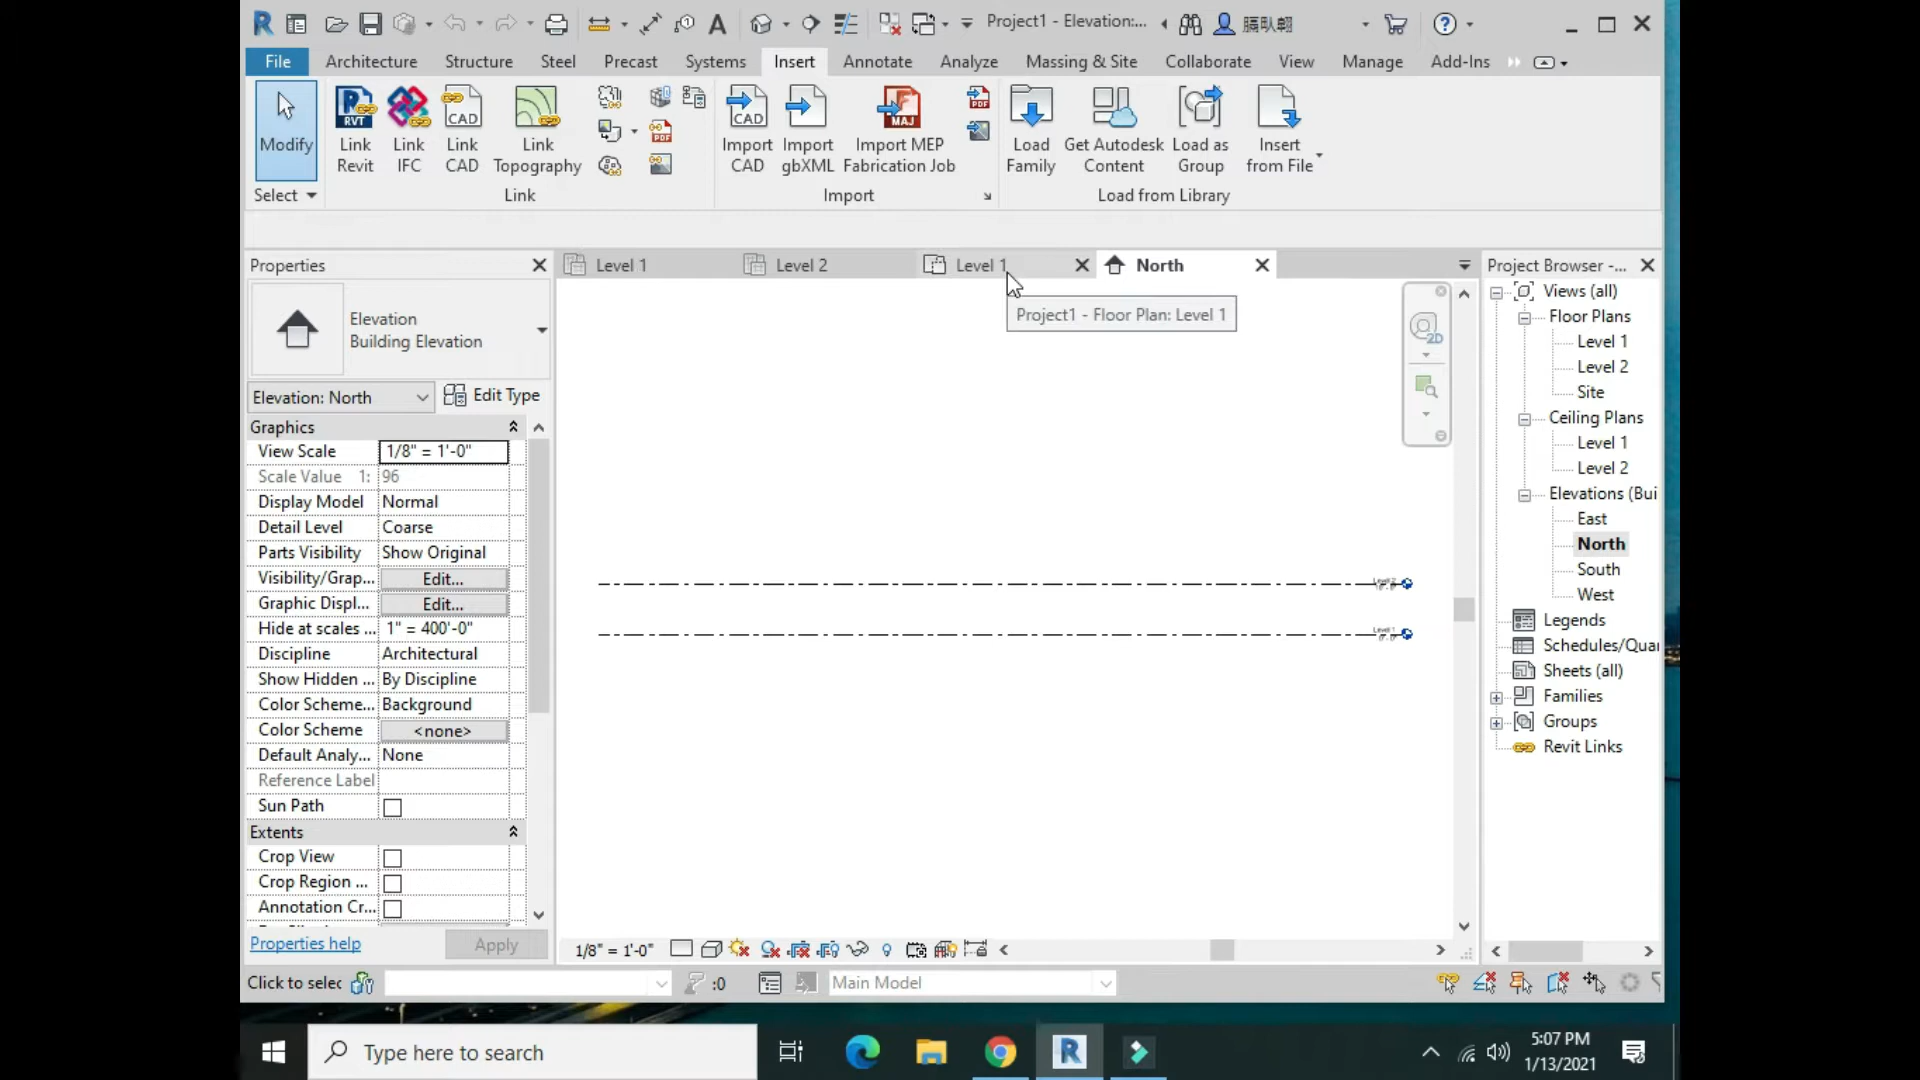 Project1 - Elevation:...
File Architecture Structure Steel Precast Systems Insert Annotate Analyze Massing & Site Collaborate View Manage Add-Ins
Modify
Link Revit
Link IFC
Link CAD
Link Topography
Import CAD
Import gbXML
Import MEP Fabrication Job
Load Family
Get Autodesk Content
Load as Group
Insert from File
Select
Link
Import
Load from Library
Properties
Level 1
Level 2
Level 1
North
Project1 - Floor Plan: Level 1
Elevation
Building Elevation
Elevation: North
Edit Type
Graphics
View Scale 1/8" = 1'-0"
Scale Value 1: 96
Display Model Normal
Detail Level Coarse
Parts Visibility Show Original
Visibility/Grap... Edit...
Graphic Displ... Edit...
Hide at scales ... 1" = 400'-0"
Discipline Architectural
Show Hidden ... By Discipline
Color Scheme... Background
Color Scheme <none>
Default Analy... None
Reference Label
Sun Path
Extents
Crop View
Crop Region ...
Annotation Cr...
Properties help
Apply
2D
Level 2
Level 1
0' - 0"
Project Browser -...
Views (all)
Floor Plans
Level 1
Level 2
Site
Ceiling Plans
Level 1
Level 2
Elevations (Bui
East
North
South
West
Legends
Schedules/Qua
Sheets (all)
Families
Groups
Revit Links
1/8" = 1'-0"
Click to selec
:0
Main Model
Type here to search
5:07 PM
1/13/2021